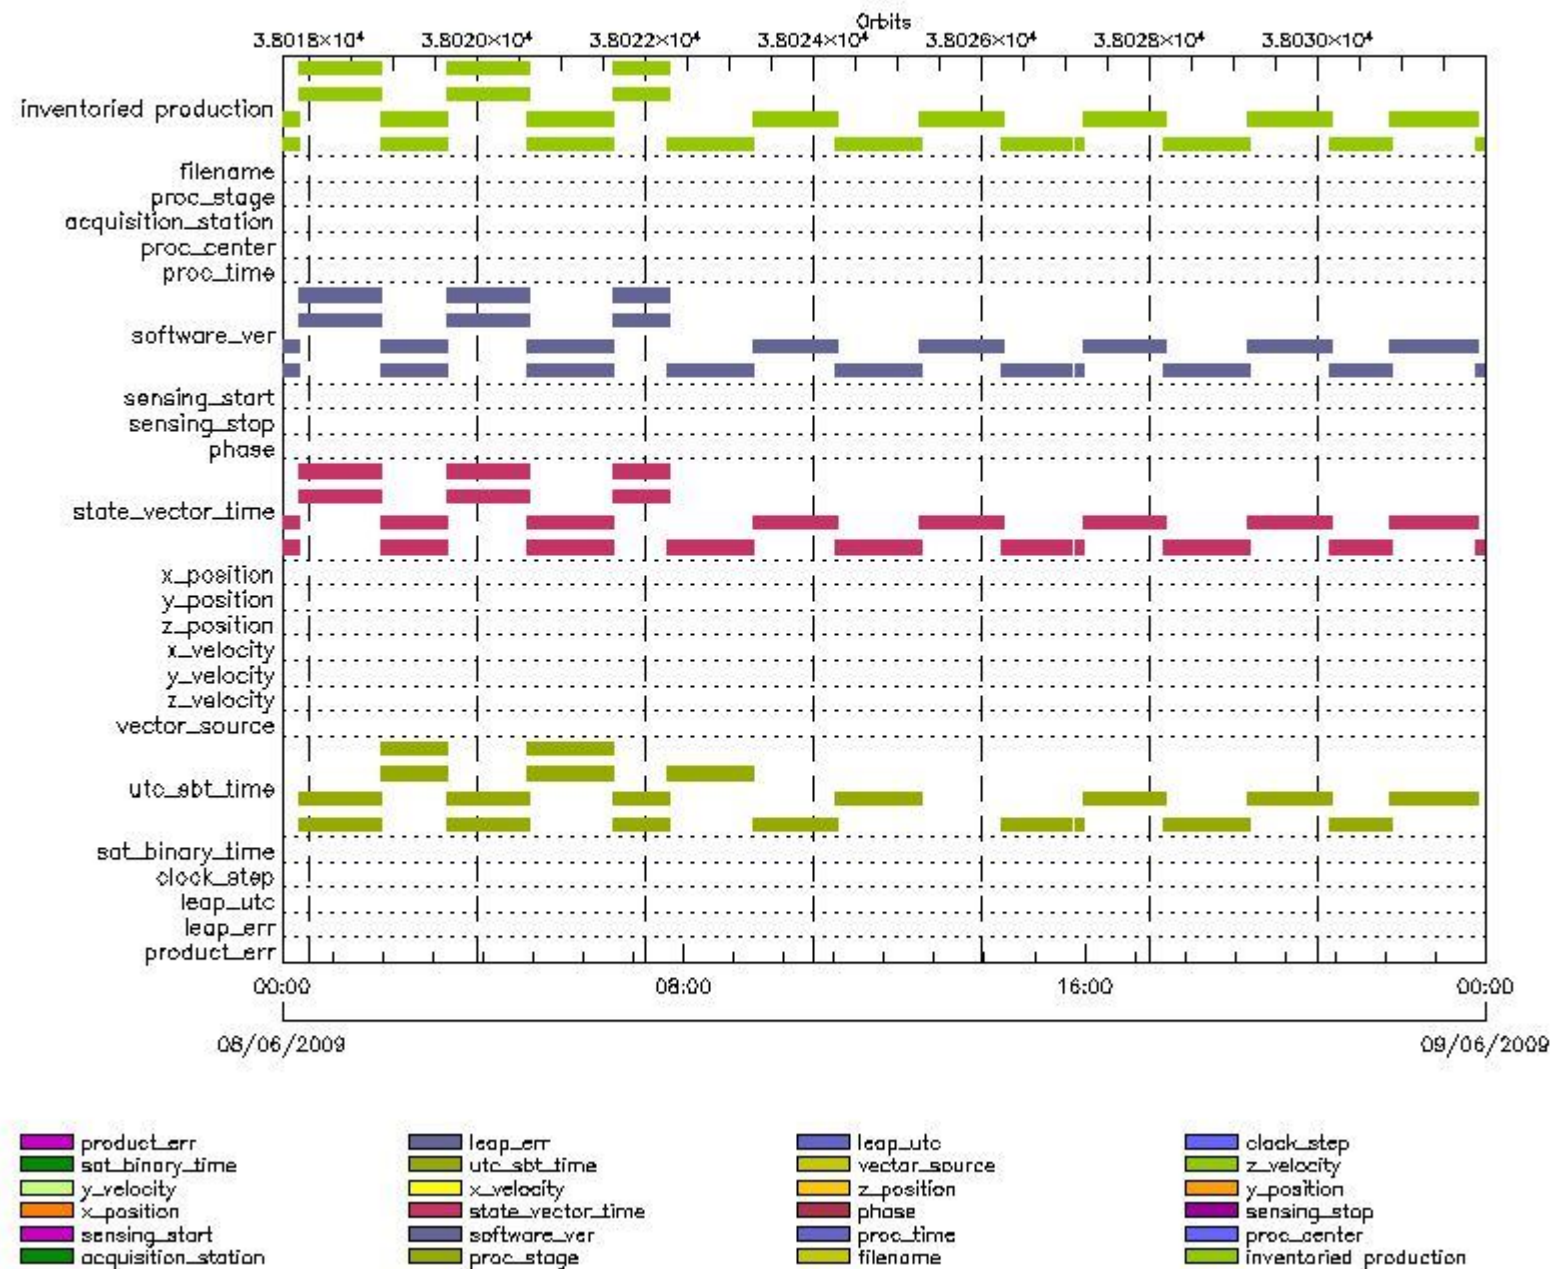 Orbits
3.8018×10⁴ 3.8020×10⁴ 3.8022×10⁴ 3.8024×10⁴ 3.8026×10⁴ 3.8028×10⁴ 3.8030×10⁴
inventoried production
filename
proc_stage
acquisition_station
proc_center
proc_time
software_ver
sensing_start
sensing_stop
phase
state_vector_time
x_position
y_position
z_position
x_velocity
y_velocity
z_velocity
vector_source
utc_sbt_time
sat_binary_time
clock_step
leap_utc
leap_err
product_err
00:00 08:00 16:00 00:00
08/06/2009 09/06/2009
product_err leap_err leap_utc clock_step
sat_binary_time utc_sbt_time vector_source z_velocity
y_velocity x_velocity z_position y_position
x_position state_vector_time phase sensing_stop
sensing_start software_ver proc_time proc_center
acquisition_station proc_stage filename inventoried production